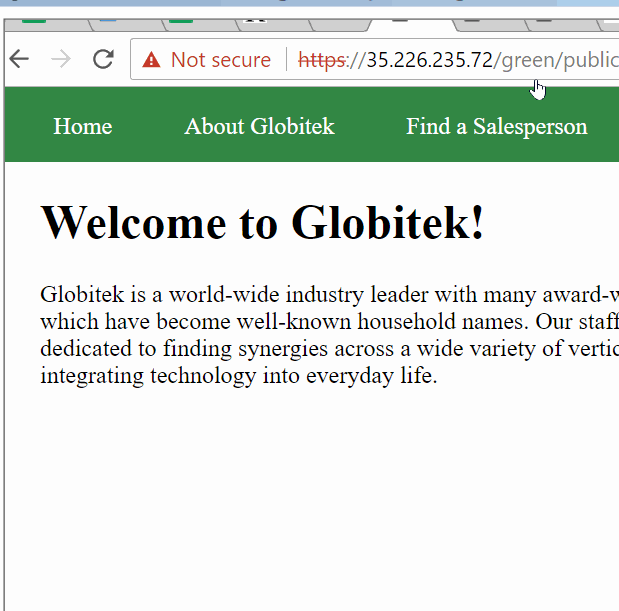 Not secure https://35.226.235.72/green/public
Home About Globitek Find a Salesperson
Welcome to Globitek!
Globitek is a world-wide industry leader with many award-w
which have become well-known household names. Our staff
dedicated to finding synergies across a wide variety of vertic
integrating technology into everyday life.